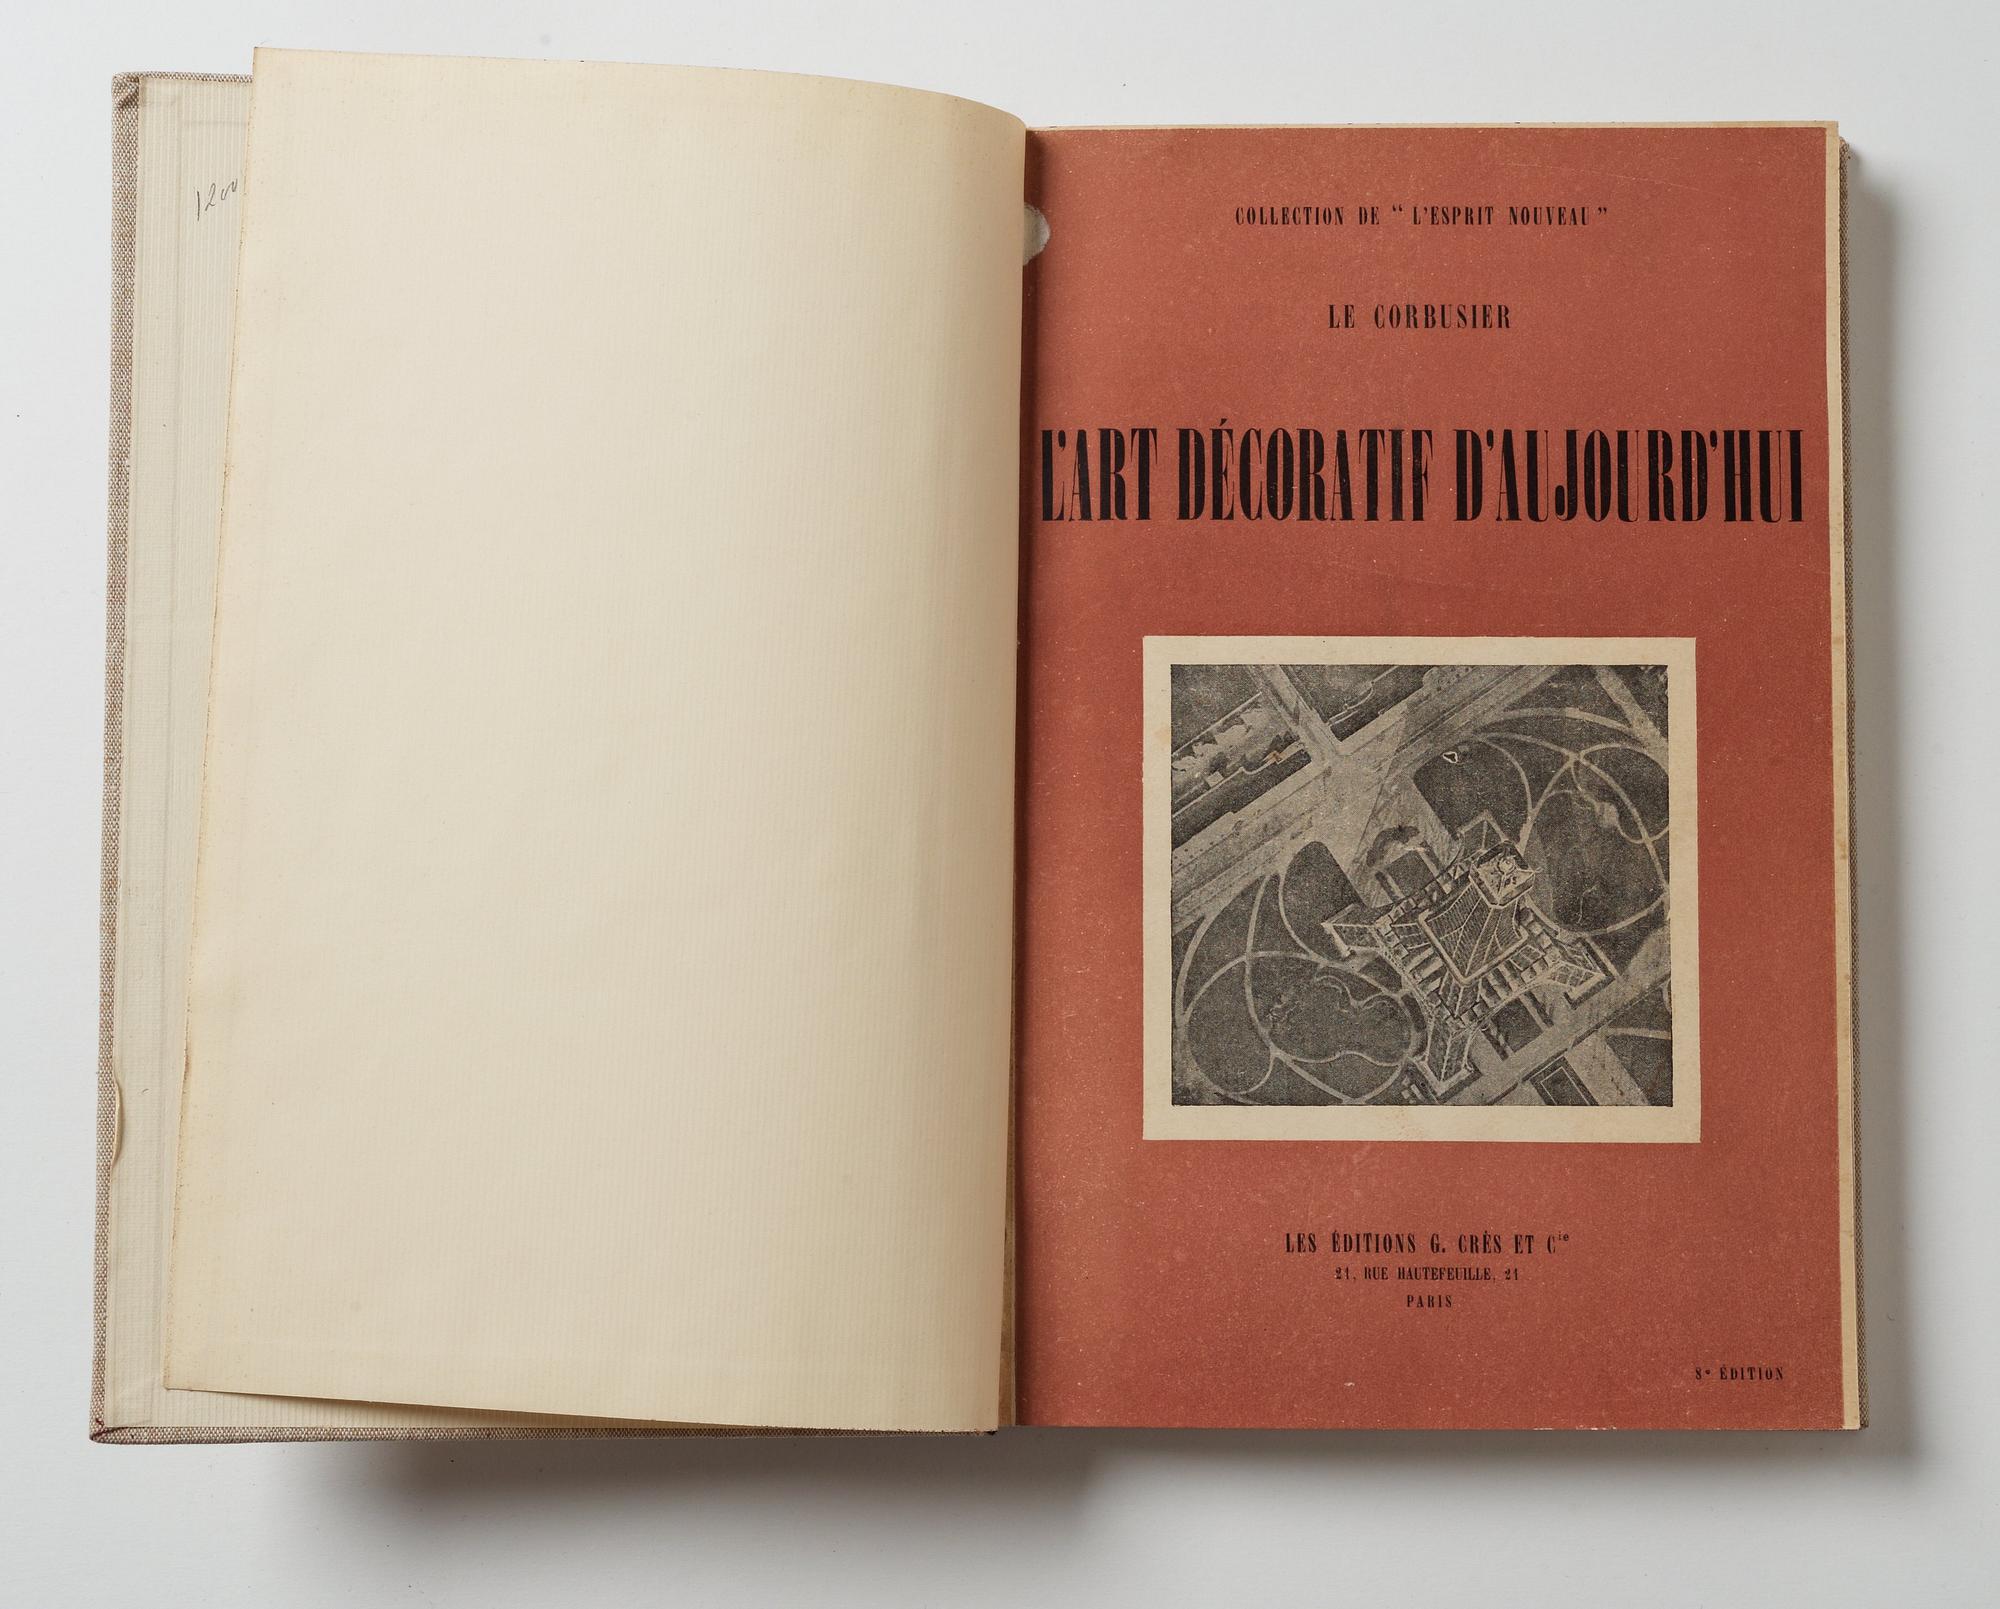 COLLECTION DE “ L'ESPRIT NOUVEAU ”
LE CORBUSIER
L'ART DÉCORATIF D'AUJOURD'HUI
LES ÉDITIONS G. CRÈS ET Cie
21, RUE HAUTEFEUILLE, 21
PARIS
8e ÉDITION